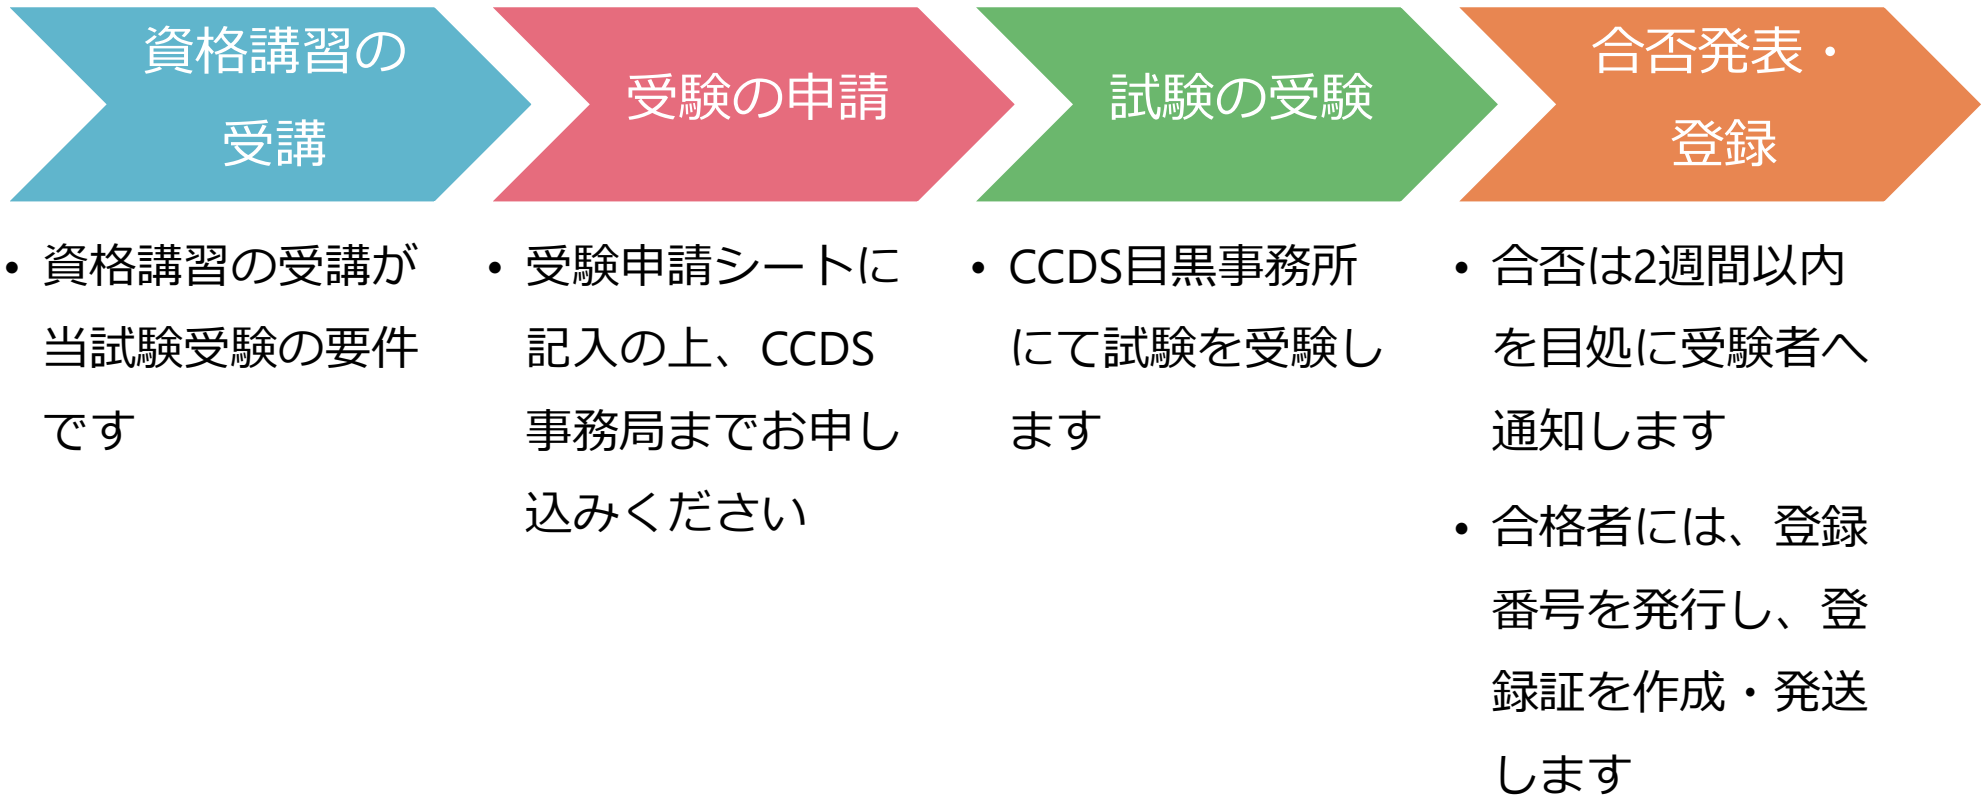 資格講習の
受講
受験の申請
試験の受験
合否発表・
登録
• 資格講習の受講が
当試験受験の要件
です
• 受験申請シートに
記入の上、CCDS
事務局までお申し
込みください
• CCDS目黒事務所
にて試験を受験し
ます
• 合否は2週間以内
を目処に受験者へ
通知します
• 合格者には、登録
番号を発行し、登
録証を作成・発送
します